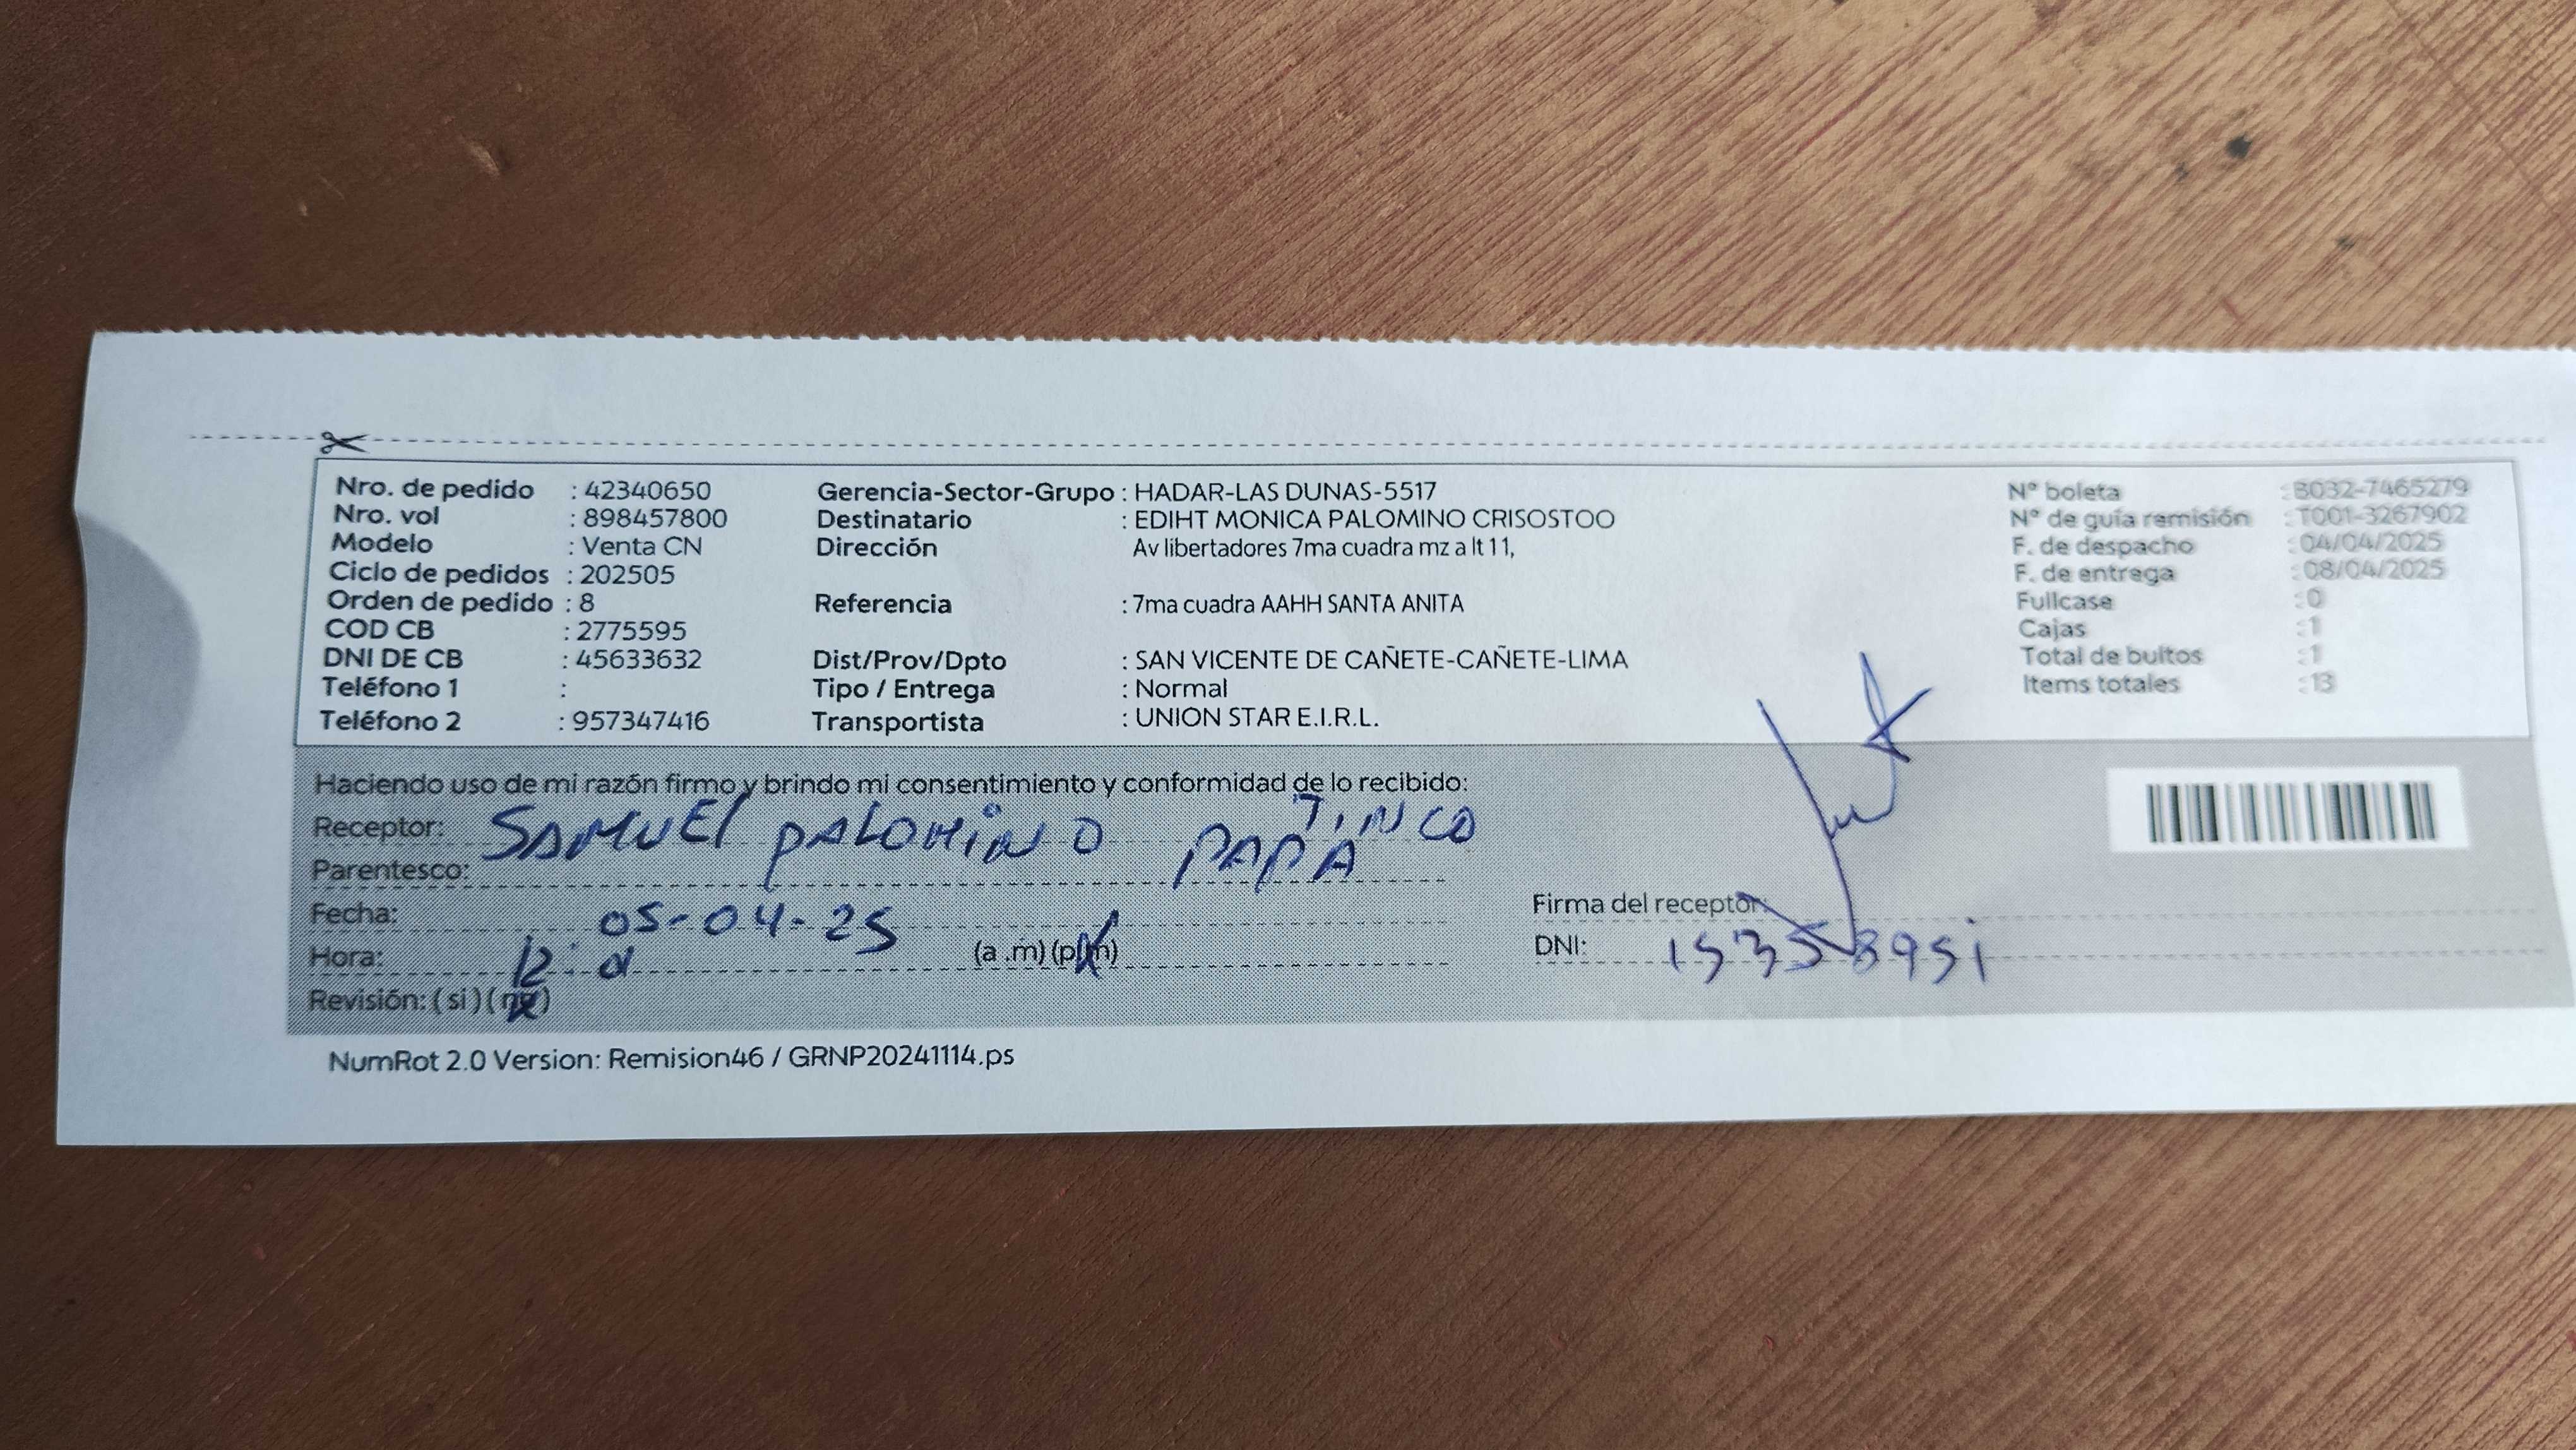 Nro. de pedido : 42340650 Gerencia-Sector-Grupo : HADAR-LAS DUNAS-5517 N° boleta : B032-7465279
Nro. vol : 898457800 Destinatario : EDIHT MONICA PALOMINO CRISOSTOO N° de guía remisión : T001-3267902
Modelo : Venta CN Dirección Av libertadores 7ma cuadra mz a lt 11, F. de despacho : 04/04/2025
Ciclo de pedidos : 202505 F. de entrega : 08/04/2025
Orden de pedido : 8 Referencia : 7ma cuadra AAHH SANTA ANITA Fullcase : 0
COD CB : 2775595 Cajas : 1
DNI DE CB : 45633632 Dist/Prov/Dpto : SAN VICENTE DE CAÑETE-CAÑETE-LIMA Total de bultos : 1
Teléfono 1 : Tipo / Entrega : Normal Items totales : 13
Teléfono 2 : 957347416 Transportista : UNION STAR E.I.R.L.
Haciendo uso de mi razón firmo y brindo mi consentimiento y conformidad de lo recibido:
Receptor: SAMUEL PALOMINO TINCO
Parentesco: PAPA
Fecha: 05-04-25 Firma del receptor:
Hora: 12: (a .m) (p.m) DNI: 15358951
Revisión: ( si ) ( no )
NumRot 2.0 Version: Remision46 / GRNP20241114.ps